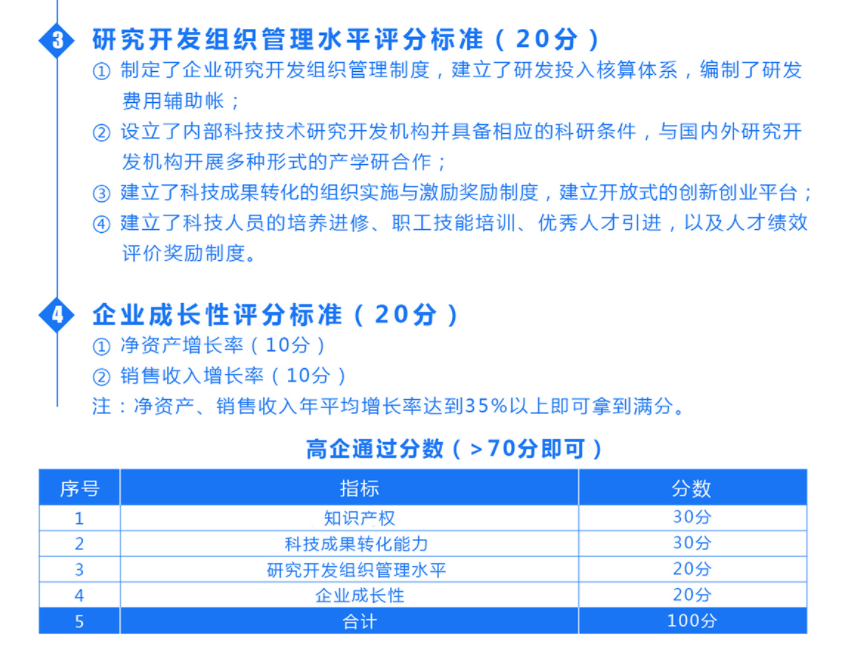 3 研究开发组织管理水平评分标准（20分）
① 制定了企业研究开发组织管理制度，建立了研发投入核算体系，编制了研发
费用辅助帐；
② 设立了内部科技技术研究开发机构并具备相应的科研条件，与国内外研究开
发机构开展多种形式的产学研合作；
③ 建立了科技成果转化的组织实施与激励奖励制度，建立开放式的创新创业平台；
④ 建立了科技人员的培养进修、职工技能培训、优秀人才引进，以及人才绩效
评价奖励制度。
4 企业成长性评分标准（20分）
① 净资产增长率（10分）
② 销售收入增长率（10分）
注：净资产、销售收入年平均增长率达到35%以上即可拿到满分。
高企通过分数（>70分即可）
序号 指标 分数
1 知识产权 30分
2 科技成果转化能力 30分
3 研究开发组织管理水平 20分
4 企业成长性 20分
5 合计 100分